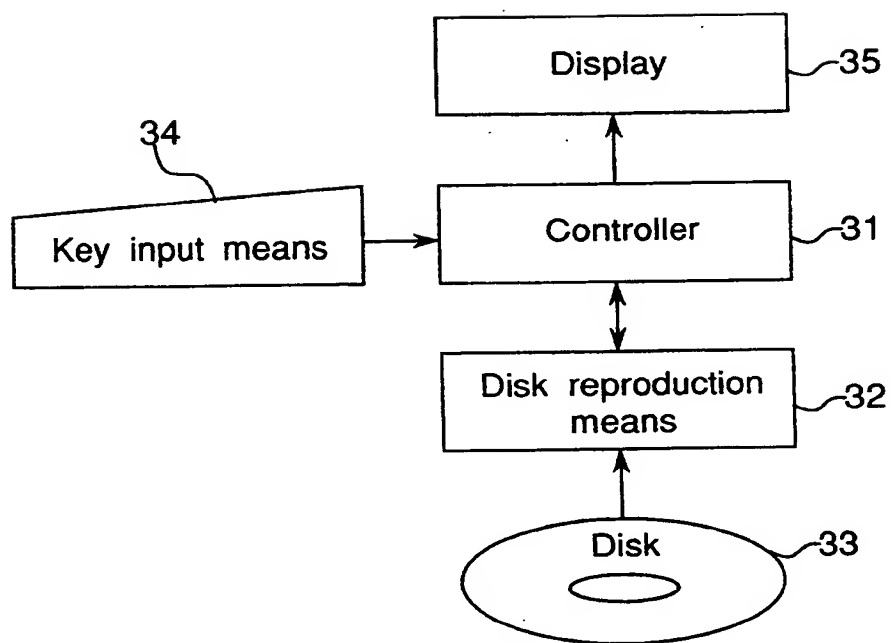 Display
35
34
Key input means
Controller
31
Disk reproduction
means
32
Disk
33